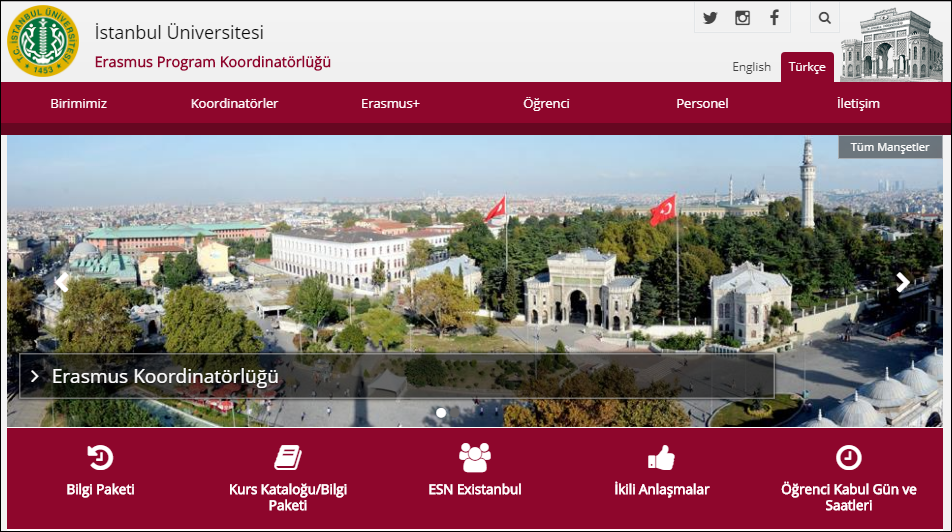 T.C. İSTANBUL ÜNİVERSİTESİ
1453
İstanbul Üniversitesi
Erasmus Program Koordinatörlüğü
English Türkçe
Birimimiz Koordinatörler Erasmus+ Öğrenci Personel İletişim
Tüm Manşetler
Erasmus Koordinatörlüğü
Bilgi Paketi
Kurs Kataloğu/Bilgi
Paketi
ESN Existanbul
İkili Anlaşmalar
Öğrenci Kabul Gün ve
Saatleri